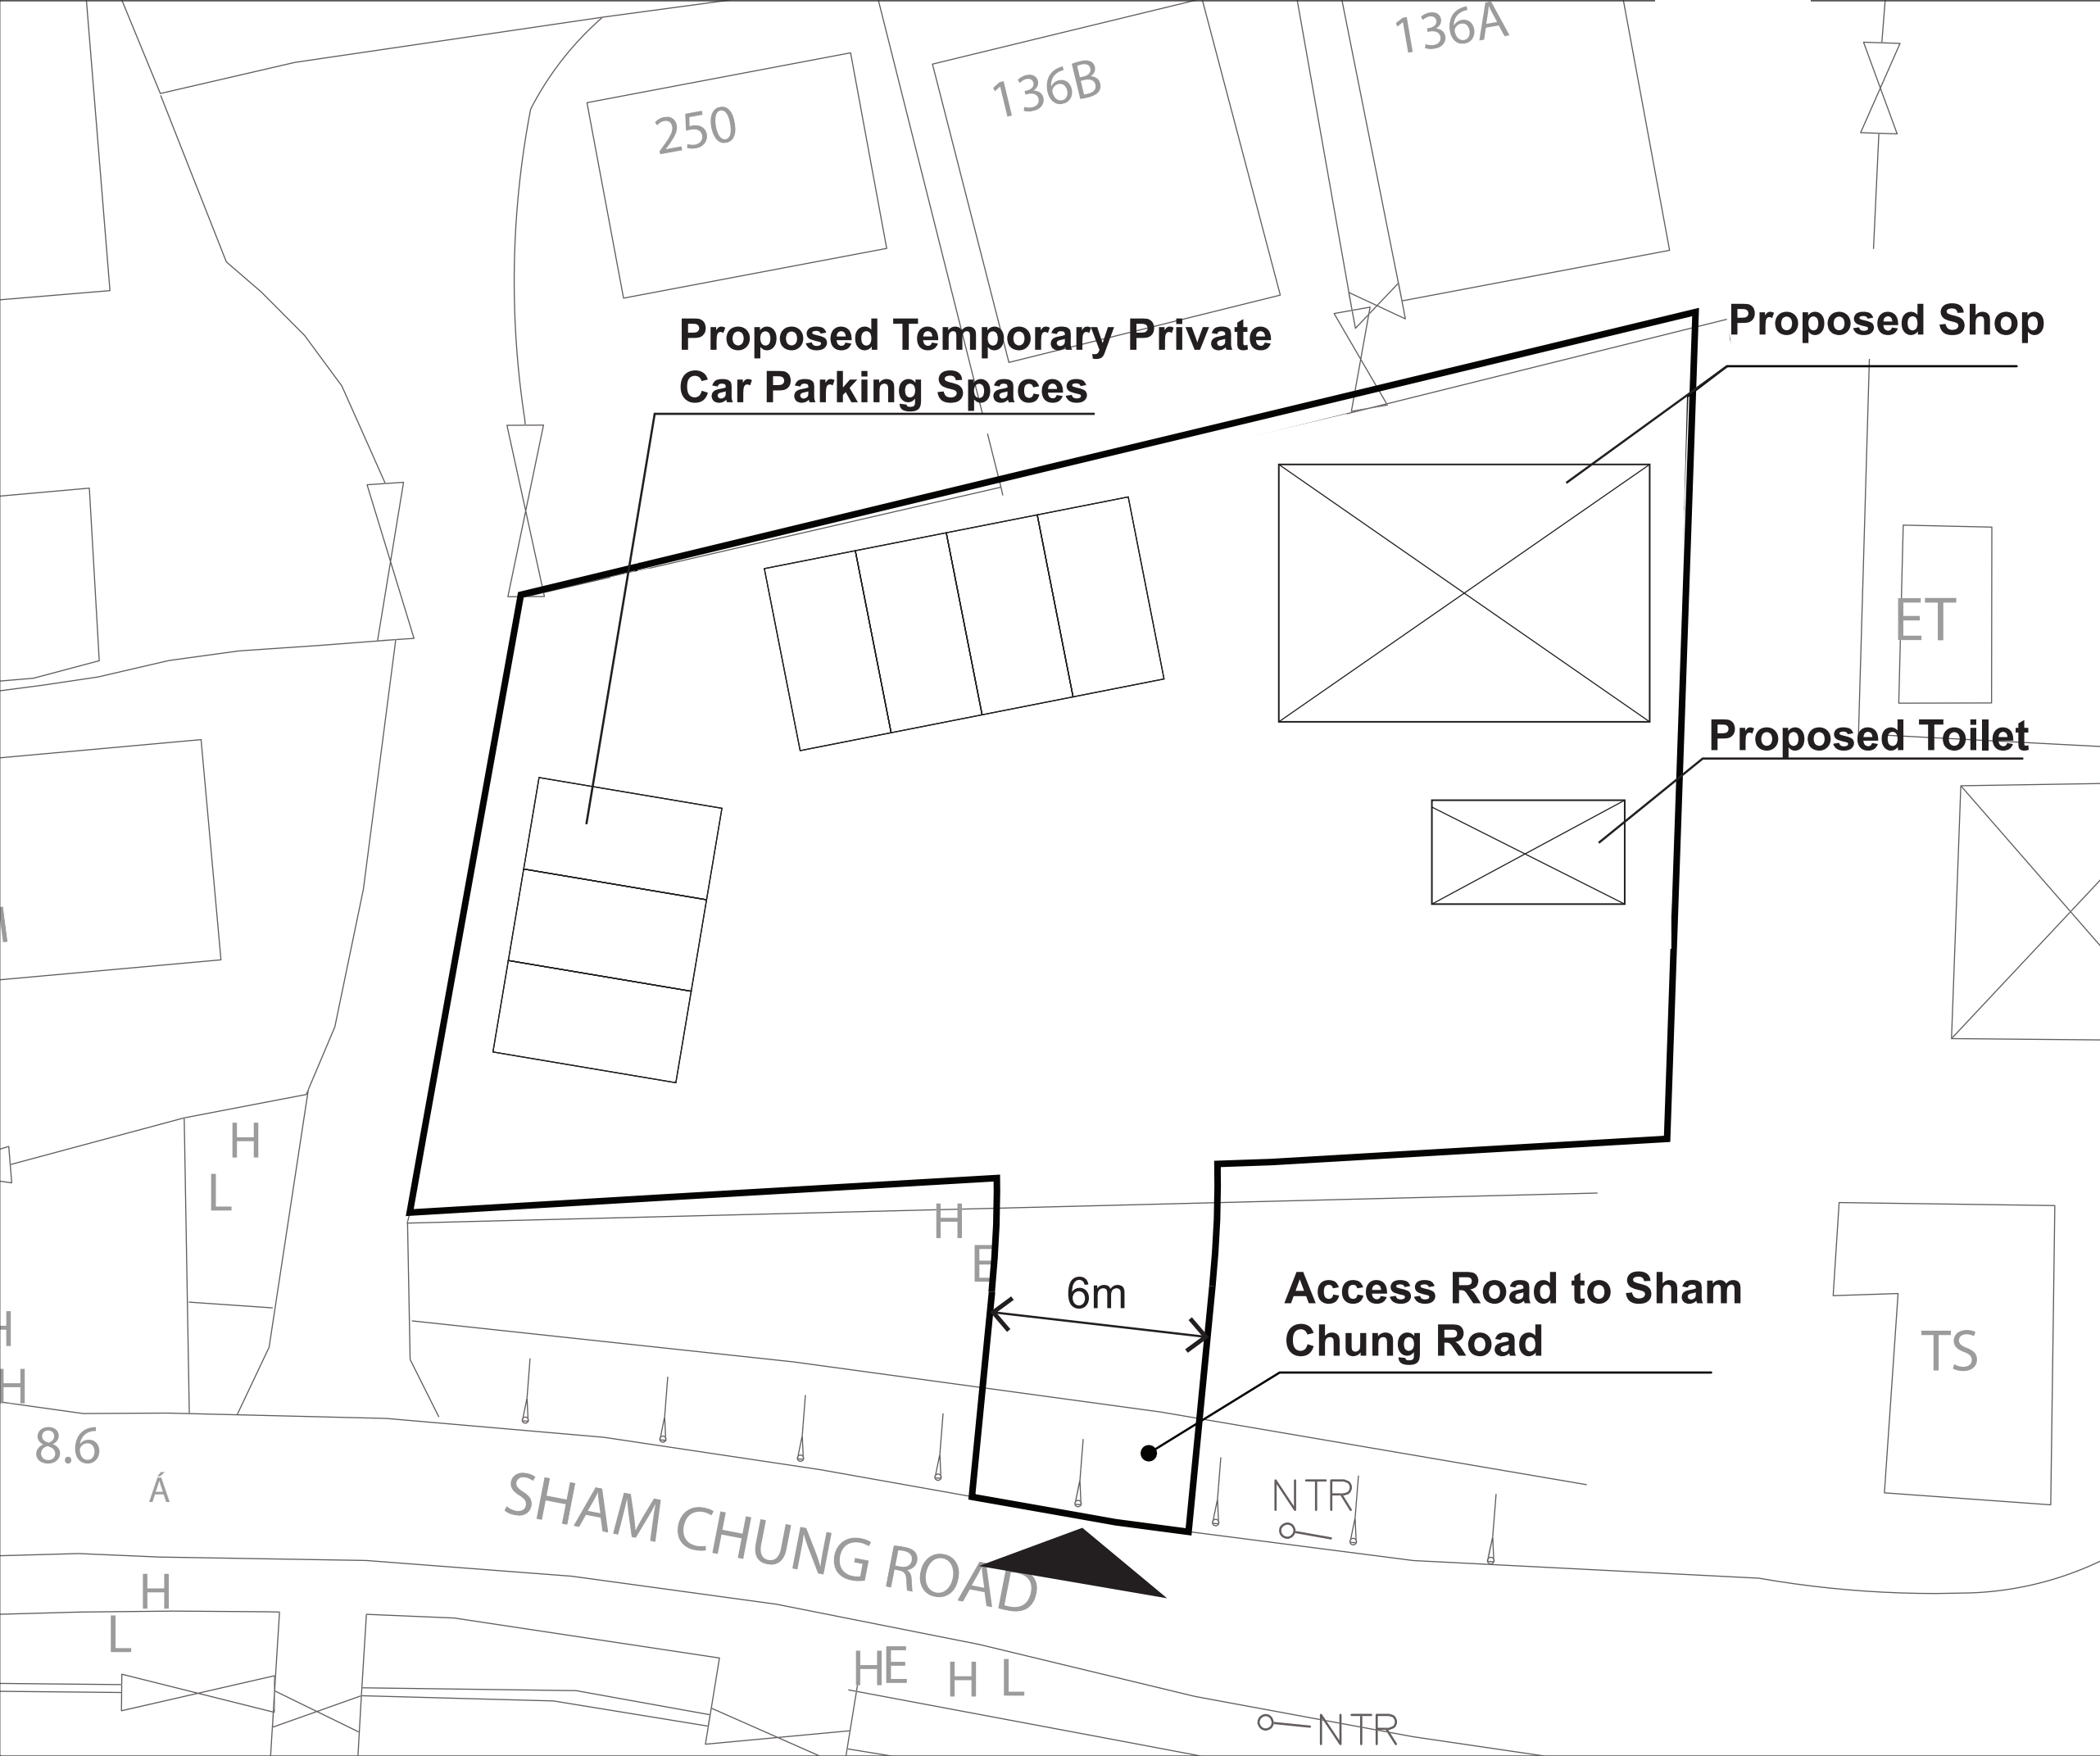 136A
136B
250
Proposed Temporary Private
Car Parking Spaces
Proposed Shop
ET
Proposed Toilet
H
L
H
E
6m
Access Road to Sham
Chung Road
H
H
TS
8.6
Á
NTR
SHAM CHUNG ROAD
H
L
HE
H L
NTR